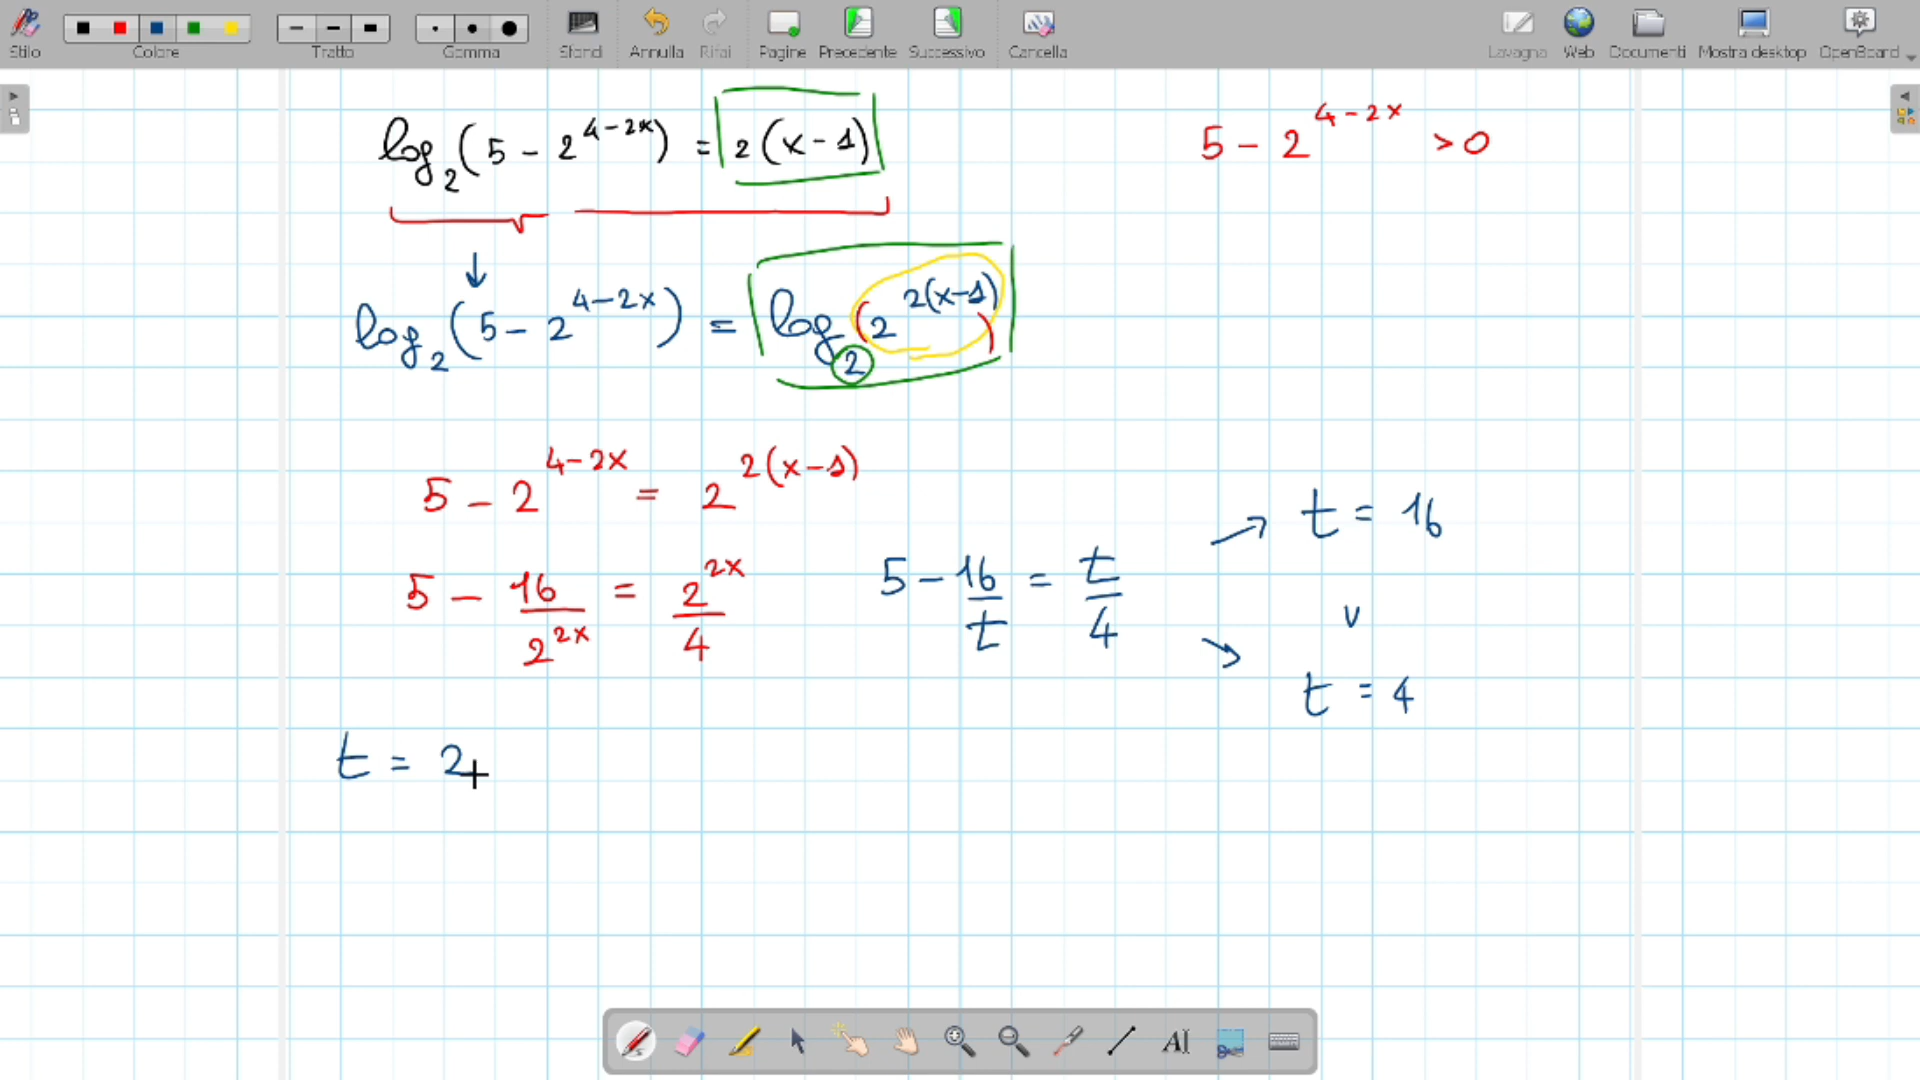 Stilo Colore Tratto Gomma Sfondi Annulla Rifai Pagine Precedente Successivo Cancella Lavagna Web Documenti Mostra desktop OpenBoard
log₂(5 − 2^(4−2x)) = 2(x−1)
5 − 2^(4−2x) > 0
↓
log₂(5 − 2^(4−2x)) = log₂(2^(2(x−1)))
5 − 2^(4−2x) = 2^(2(x−1))
5 − 16/2^(2x) = 2^(2x)/4
5 − 16/t = t/4
↗ t = 16
v
↘ t = 4
t = 2
AI